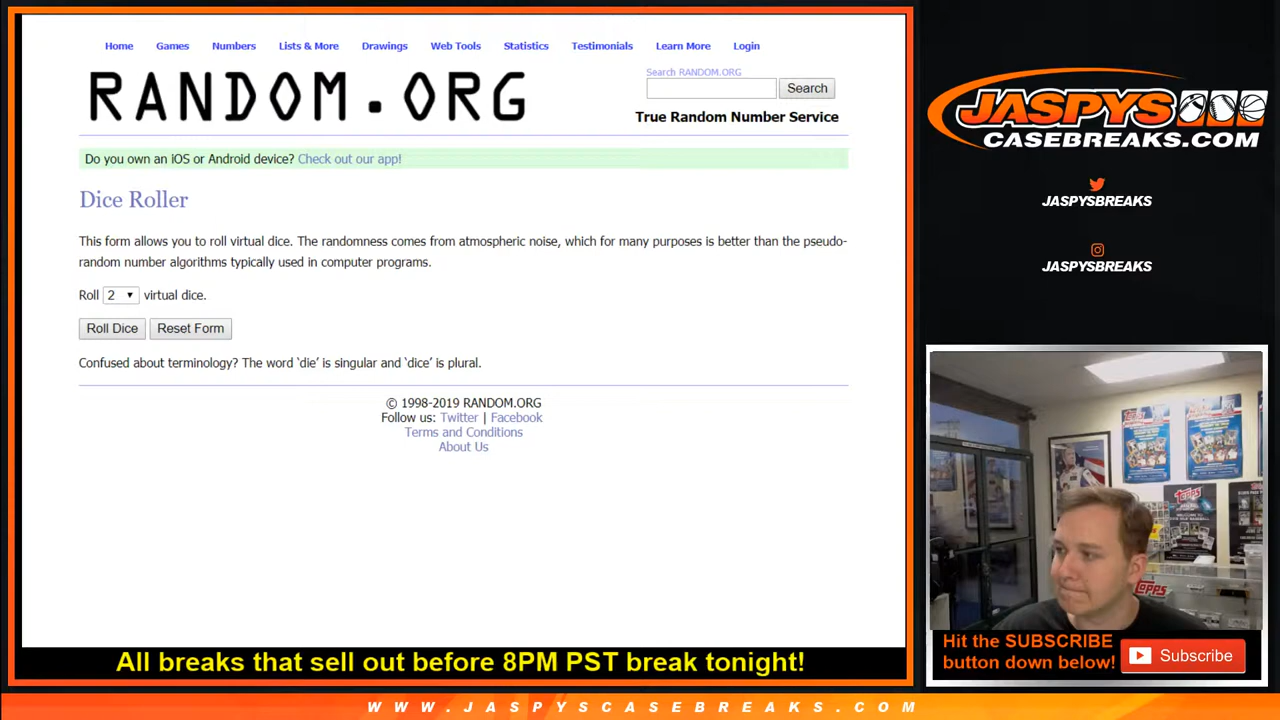 Home Games Numbers Lists & More Drawings Web Tools Statistics Testimonials Learn More Login
RANDOM.ORG
Search RANDOM.ORG
Search
True Random Number Service
Do you own an iOS or Android device? Check out our app!
Dice Roller
This form allows you to roll virtual dice. The randomness comes from atmospheric noise, which for many purposes is better than the pseudo-
random number algorithms typically used in computer programs.
Roll 2 virtual dice.
Roll Dice Reset Form
Confused about terminology? The word ‘die’ is singular and ‘dice’ is plural.
© 1998-2019 RANDOM.ORG
Follow us: Twitter | Facebook
Terms and Conditions
About Us
JASPYS
CASEBREAKS.COM
JASPYSBREAKS
JASPYSBREAKS
TOPPS
TOPPS
Hit the SUBSCRIBE
button down below!
Subscribe
All breaks that sell out before 8PM PST break tonight!
WWW.JASPYSCASEBREAKS.COM